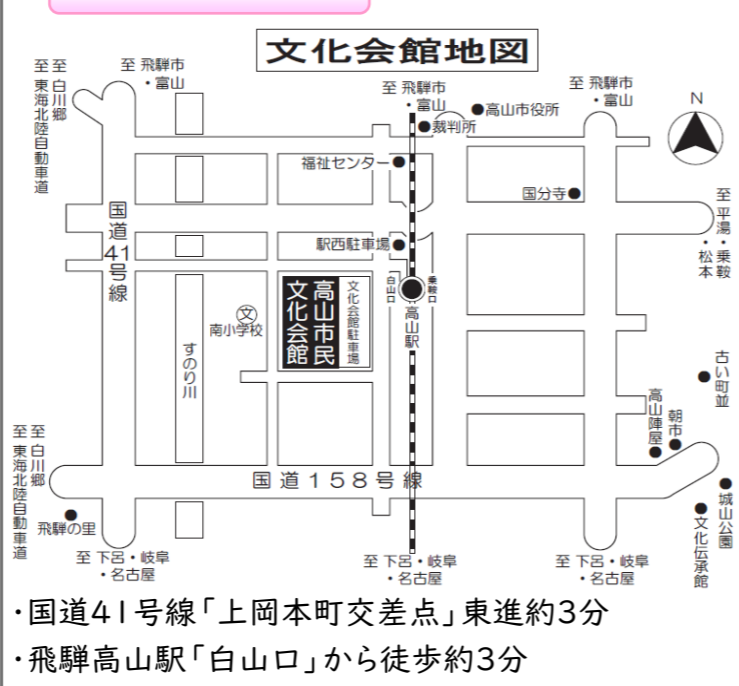 文化会館地図
至 白川郷
至 東海北陸自動車道
至 飛騨市
・富山
至 飛騨市
・富山
至 飛騨市
・富山
N
高山市役所
裁判所
福祉センター
国分寺
国道41号線
駅西駐車場
至 平湯・乗鞍
・松本
白山口
乗鞍口
高山駅
高山市民
文化会館
文化会館駐車場
文
南小学校
すのり川
古い町並
高山陣屋
朝市
至 白川郷
至 東海北陸自動車道
国道158号線
飛騨の里
城山公園
文化伝承館
至 下呂・岐阜
・名古屋
至 下呂・岐阜
・名古屋
至 下呂・岐阜
・名古屋
・国道41号線「上岡本町交差点」東進約3分
・飛騨高山駅「白山口」から徒歩約3分